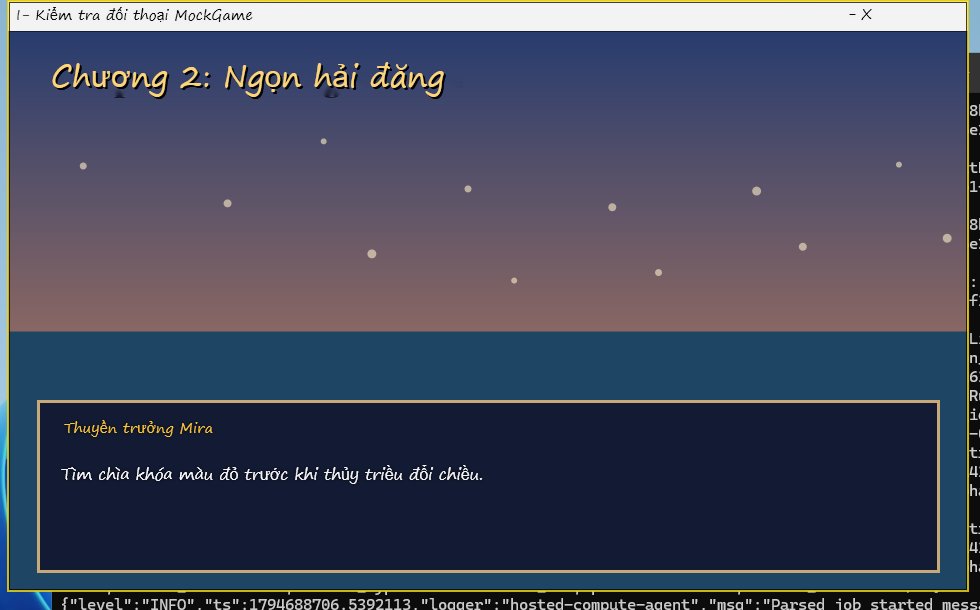 I- Kiểm tra đối thoại MockGame
- X
Chương 2: Ngọn hải đăng
Thuyền trưởng Mira
Tìm chìa khóa màu đỏ trước khi thủy triều đổi chiều.
{"level":"INFO","ts":1794688706.5392113,"logger":"hosted-compute-agent","msg":"Parsed job started mes